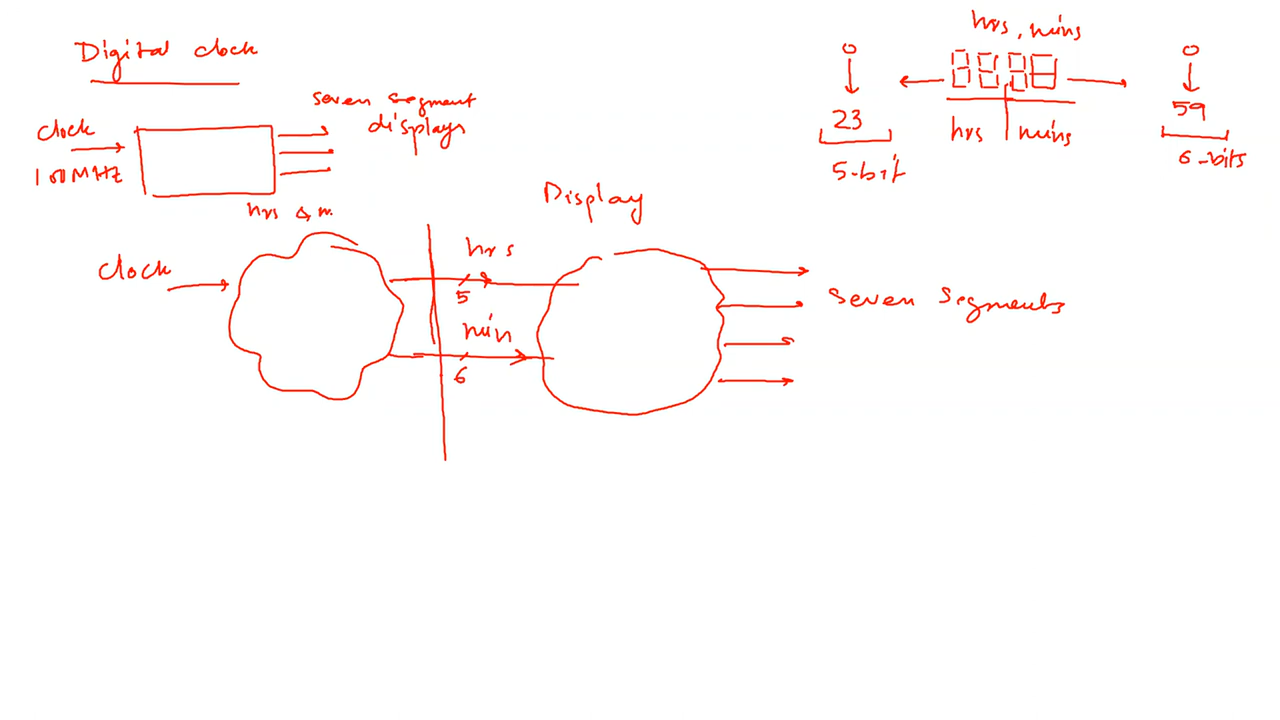 Digital clock
clock
100MHz
seven segment
displays
hrs, mins
0
23
5-bit
hrs | mins
0
59
6-bits
hrs & m.
Display
clock
hrs
5
min
6
seven segments